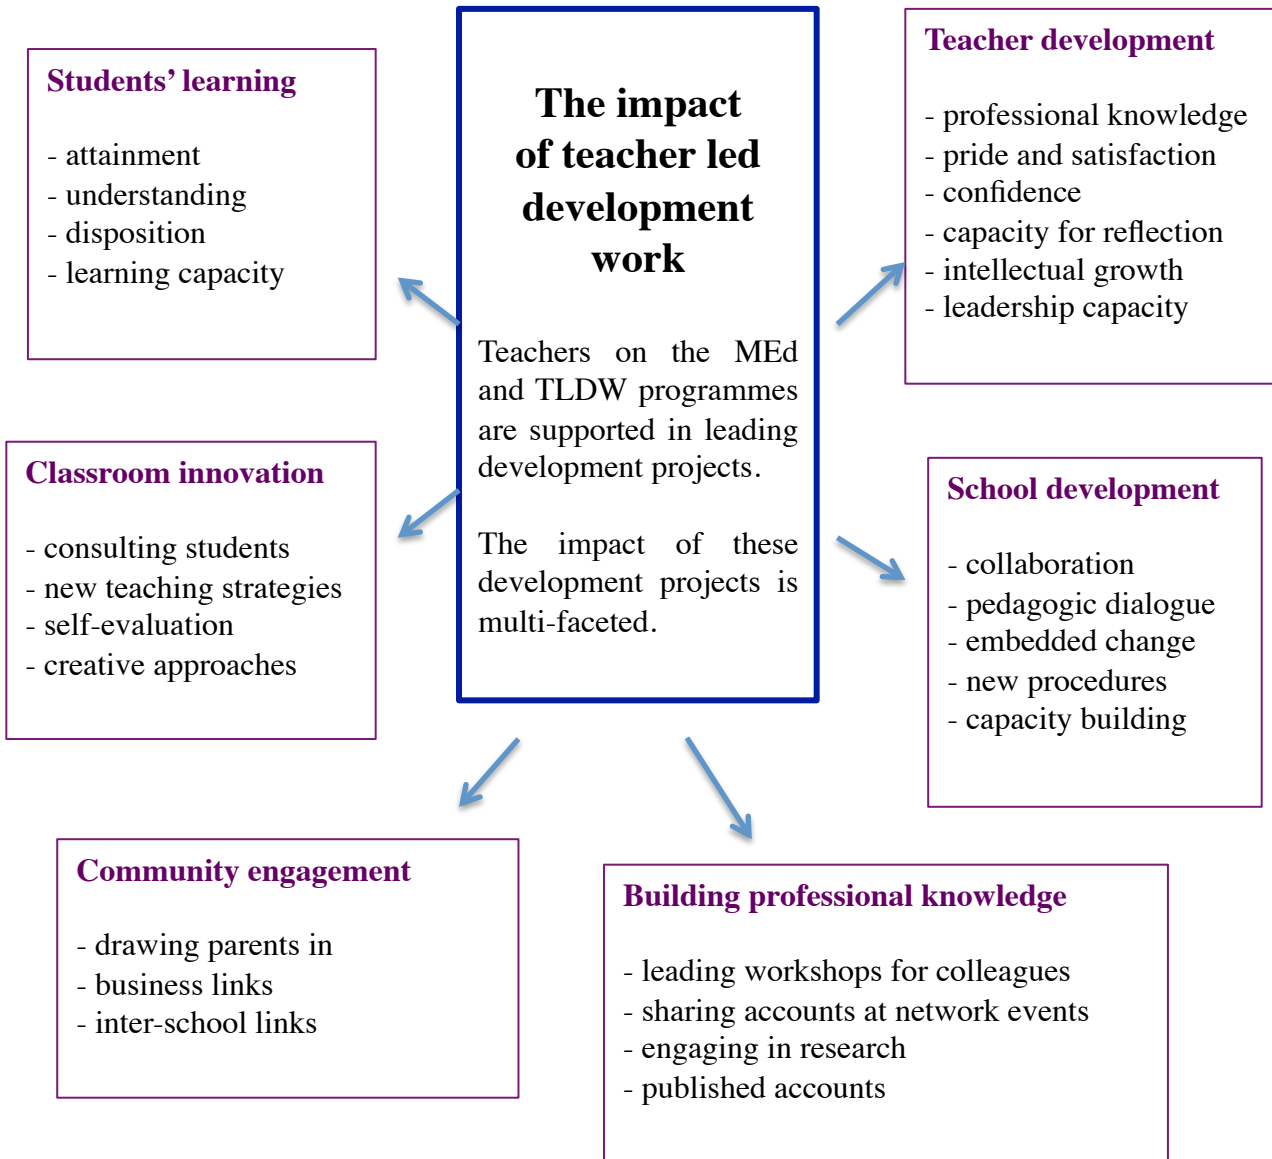 The impact
of teacher led
development
work
Teachers on the MEd
and TLDW programmes
are supported in leading
development projects.
The impact of these
development projects is
multi-faceted.
Students' learning
- attainment
- understanding
- disposition
- learning capacity
Teacher development
- professional knowledge
- pride and satisfaction
- confidence
- capacity for reflection
- intellectual growth
- leadership capacity
Classroom innovation
- consulting students
- new teaching strategies
- self-evaluation
- creative approaches
School development
- collaboration
- pedagogic dialogue
- embedded change
- new procedures
- capacity building
Community engagement
- drawing parents in
- business links
- inter-school links
Building professional knowledge
- leading workshops for colleagues
- sharing accounts at network events
- engaging in research
- published accounts